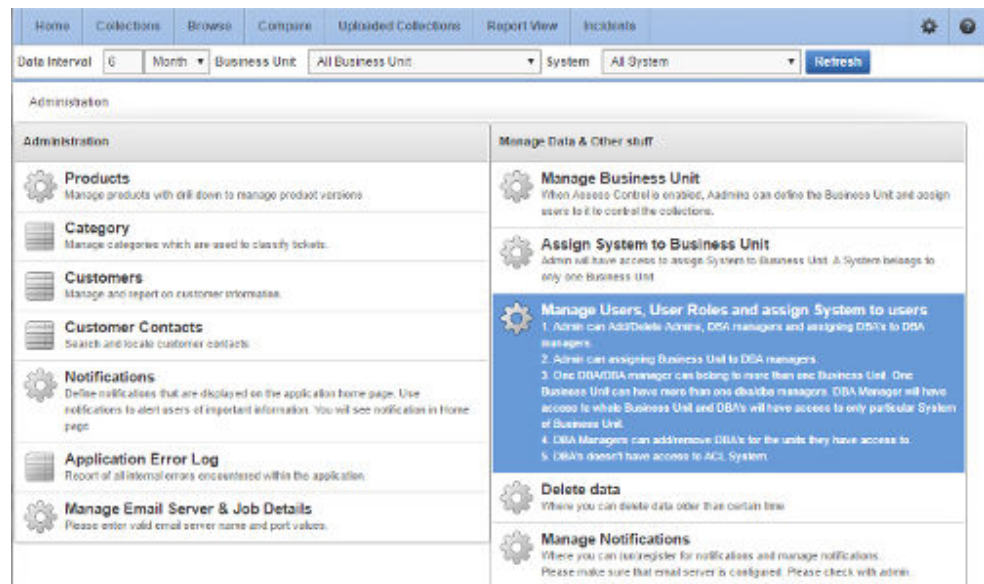 Home Collections Browse Compare Uploaded Collections Report View Incidents
Data Interval 6 Month Business Unit All Business Unit System All System Refresh
Administration
Administration
Products
Manage products with drill down to manage product versions
Category
Manage categories which are used to classify tickets.
Customers
Manage and report on customer information.
Customer Contacts
Search and locate customer contacts
Notifications
Define notifications that are displayed on the application home page. Use
notifications to alert users of important information. You will see notification in Home
page
Application Error Log
Report of all internal errors encountered within the application.
Manage Email Server & Job Details
Please enter valid email server name and port values.
Manage Data & Other stuff
Manage Business Unit
When Access Control is enabled, Aadmins can define the Business Unit and assign
users to it to control the collections.
Assign System to Business Unit
Admin will have access to assign System to Business Unit. A System belongs to
only one Business Unit
Manage Users, User Roles and assign System to users
1. Admin can Add/Delete Admins, DBA managers and assigning DBA's to DBA
managers.
2. Admin can assigning Business Unit to DBA managers.
3. One DBA/DBA manager can belong to more than one Business Unit. One
Business Unit can have more than one dba/dba managers. DBA Manager will have
access to whole Business Unit and DBA's will have access to only particular System
of Business Unit.
4. DBA Managers can add/remove DBA's for the units they have access to.
5. DBA's doesn't have access to ACL System.
Delete data
Where you can delete data older than certain time
Manage Notifications
Where you can (un)register for notifications and manage notifications.
Please make sure that email server is configured. Please check with admin.